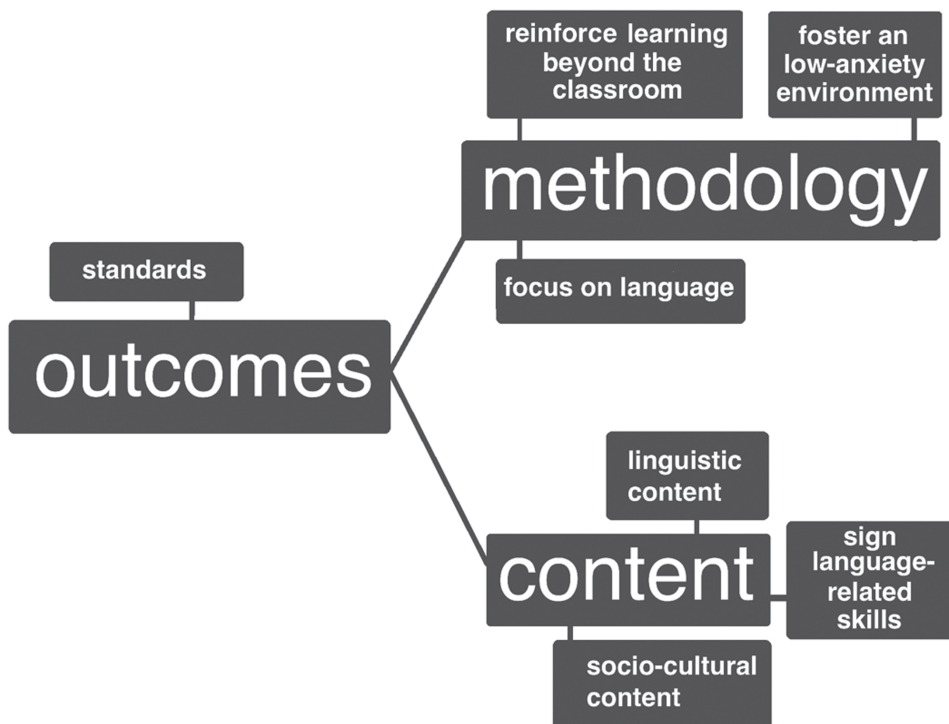 reinforce learning
beyond the
classroom
foster an
low-anxiety
environment
methodology
focus on language
standards
outcomes
linguistic
content
content
sign
language-
related
skills
socio-cultural
content